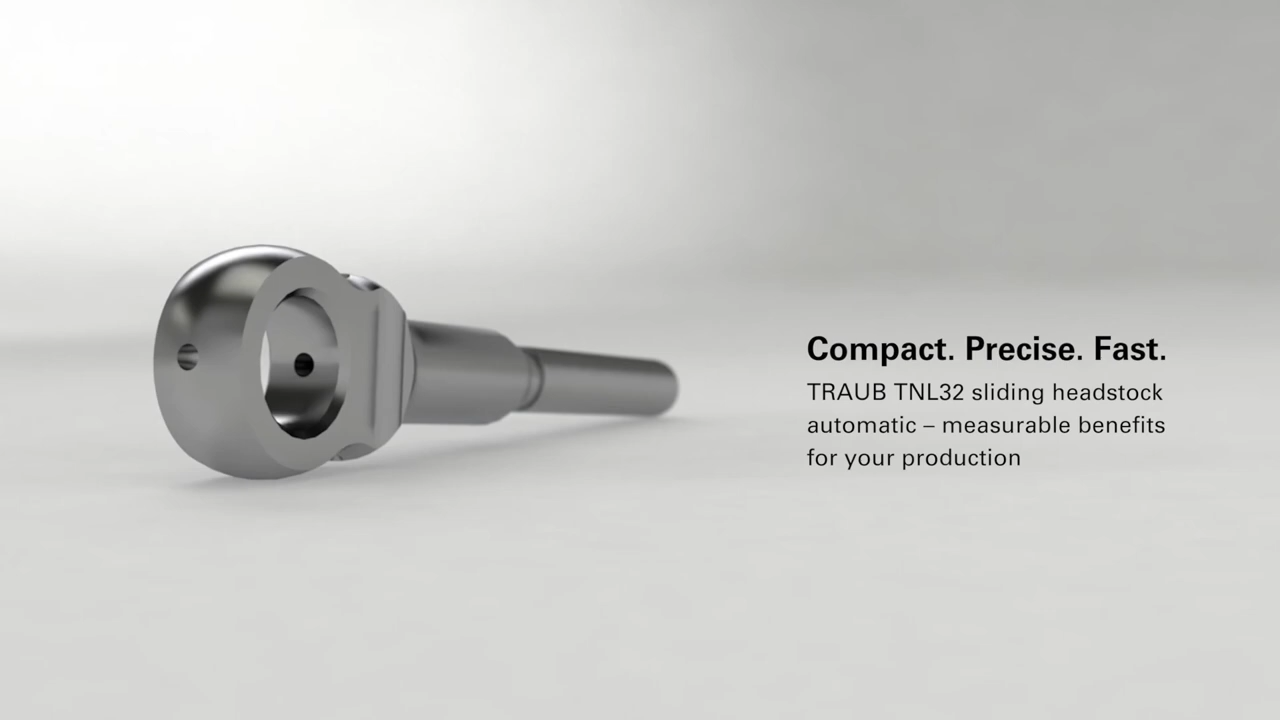 Compact. Precise. Fast.
TRAUB TNL32 sliding headstock
automatic – measurable benefits
for your production